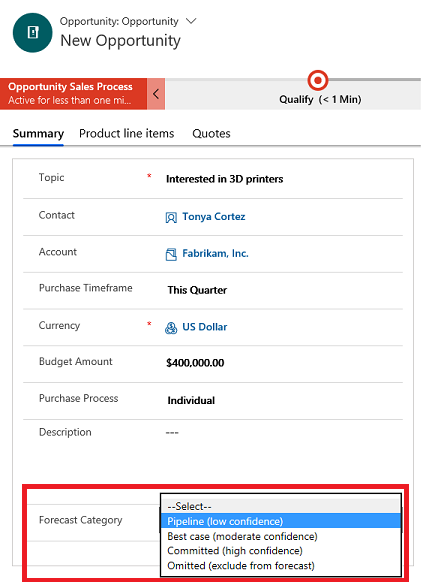 Opportunity: Opportunity
New Opportunity
Opportunity Sales Process
Active for less than one mi...
Qualify (< 1 Min)
Summary Product line items Quotes
Topic * Interested in 3D printers
Contact Tonya Cortez
Account Fabrikam, Inc.
Purchase Timeframe This Quarter
Currency * US Dollar
Budget Amount $400,000.00
Purchase Process Individual
Description ---
--Select--
Forecast Category Pipeline (low confidence)
Best case (moderate confidence)
Committed (high confidence)
Omitted (exclude from forecast)